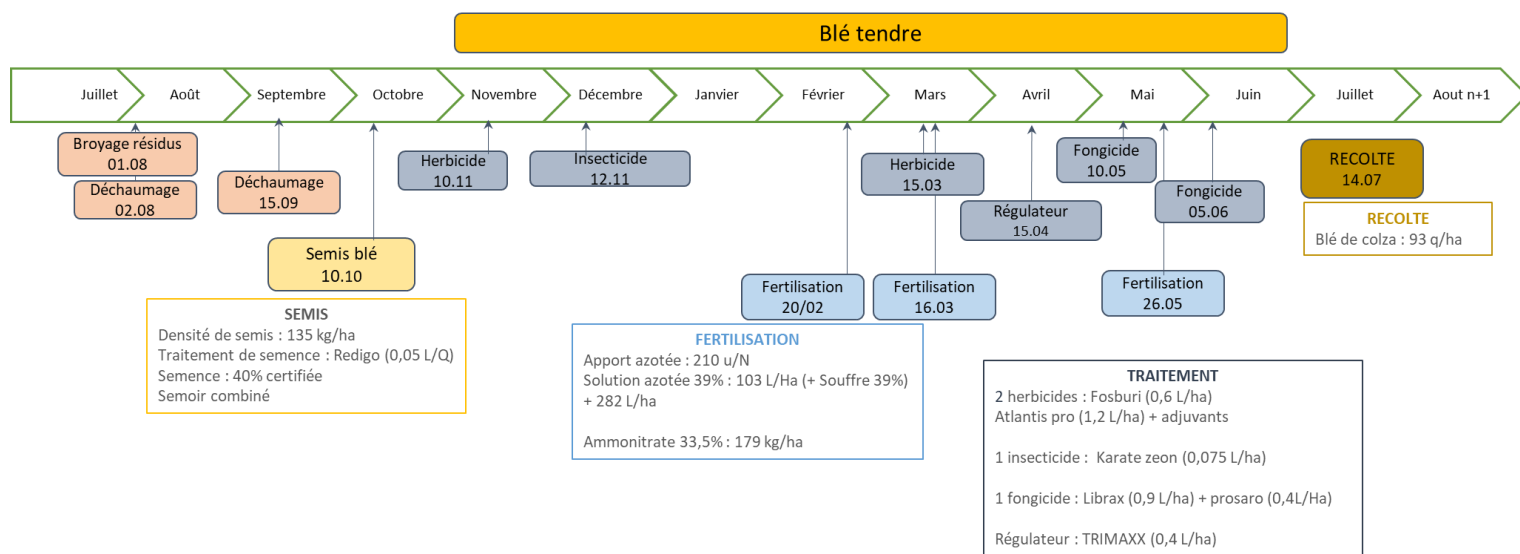 Blé tendre
Juillet
Août
Septembre
Octobre
Novembre
Décembre
Janvier
Février
Mars
Avril
Mai
Juin
Juillet
Aout n+1
Broyage résidus
01.08
Déchaumage
02.08
Déchaumage
15.09
Semis blé
10.10
Herbicide
10.11
Insecticide
12.11
Fertilisation
20/02
Herbicide
15.03
Fertilisation
16.03
Régulateur
15.04
Fongicide
10.05
Fertilisation
26.05
Fongicide
05.06
RECOLTE
14.07
RECOLTE
Blé de colza : 93 q/ha
SEMIS
Densité de semis : 135 kg/ha
Traitement de semence : Redigo (0,05 L/Q)
Semence : 40% certifiée
Semoir combiné
FERTILISATION
Apport azotée : 210 u/N
Solution azotée 39% : 103 L/Ha (+ Souffre 39%)
+ 282 L/ha
Ammonitrate 33,5% : 179 kg/ha
TRAITEMENT
2 herbicides : Fosburi (0,6 L/ha)
Atlantis pro (1,2 L/ha) + adjuvants
1 insecticide : Karate zeon (0,075 L/ha)
1 fongicide : Librax (0,9 L/ha) + prosaro (0,4L/Ha)
Régulateur : TRIMAXX (0,4 L/ha)